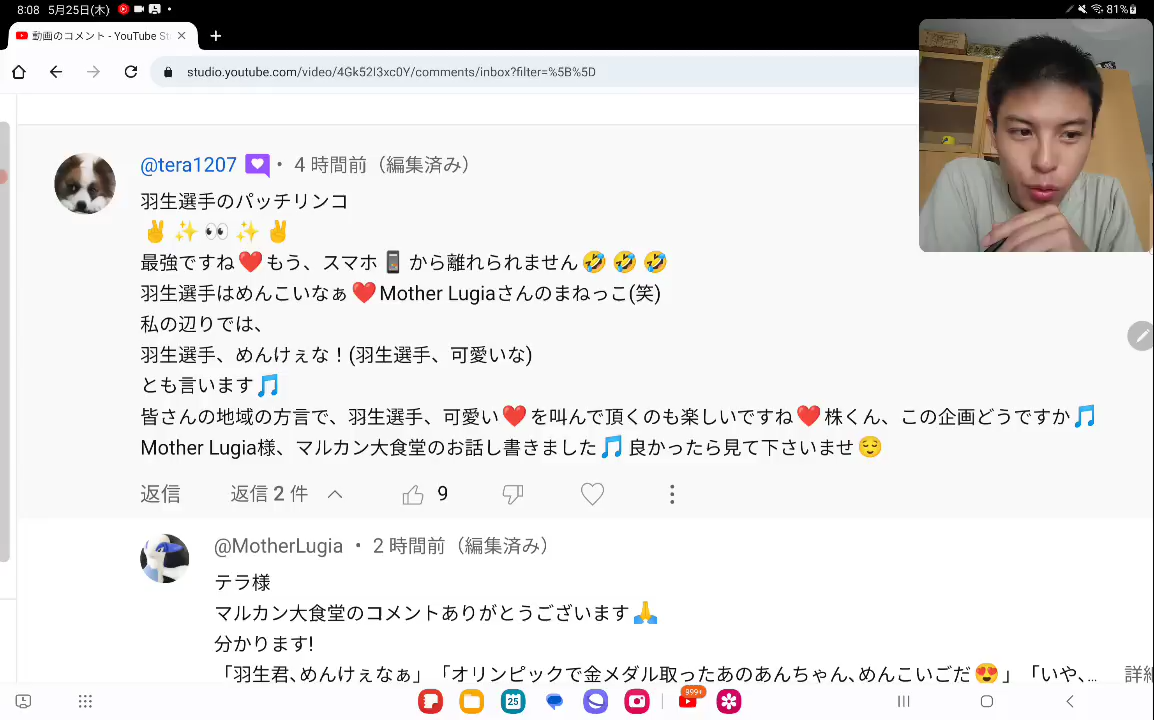 8:08 5月25日(木)
81%
動画のコメント - YouTube St
studio.youtube.com/video/4Gk52I3xc0Y/comments/inbox?filter=%5B%5D
@tera1207 ・ 4 時間前（編集済み）
羽生選手のパッチリンコ
✌️✨👀✨✌️
最強ですね❤️もう、スマホ📱から離れられません🤣🤣🤣
羽生選手はめんこいなぁ❤️Mother Lugiaさんのまねっこ(笑)
私の辺りでは、
羽生選手、めんけぇな！(羽生選手、可愛いな)
とも言います🎵
皆さんの地域の方言で、羽生選手、可愛い❤️を叫んで頂くのも楽しいですね❤️株くん、この企画どうですか🎵
Mother Lugia様、マルカン大食堂のお話し書きました🎵良かったら見て下さいませ😌
返信 返信 2 件 9
@MotherLugia ・ 2 時間前（編集済み）
テラ様
マルカン大食堂のコメントありがとうございます🙏
分かります!
「羽生君、めんけぇなぁ」「オリンピックで金メダル取ったあのあんちゃん、めんこいごだ😍」「いや、... 詳細
25
999+